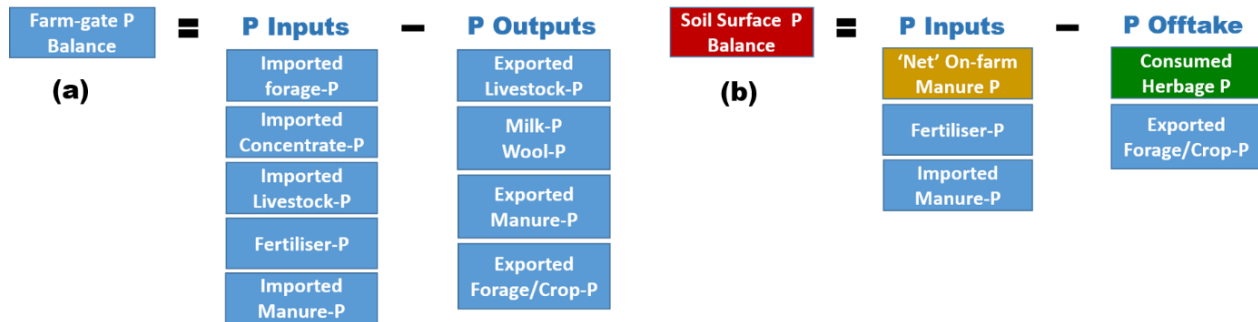 Farm-gate P
Balance
=
P Inputs
−
P Outputs
(a)
Imported
forage-P
Imported
Concentrate-P
Imported
Livestock-P
Fertiliser-P
Imported
Manure-P
Exported
Livestock-P
Milk-P
Wool-P
Exported
Manure-P
Exported
Forage/Crop-P
Soil Surface P
Balance
=
P Inputs
−
P Offtake
(b)
‘Net’ On-farm
Manure P
Fertiliser-P
Imported
Manure-P
Consumed
Herbage P
Exported
Forage/Crop-P